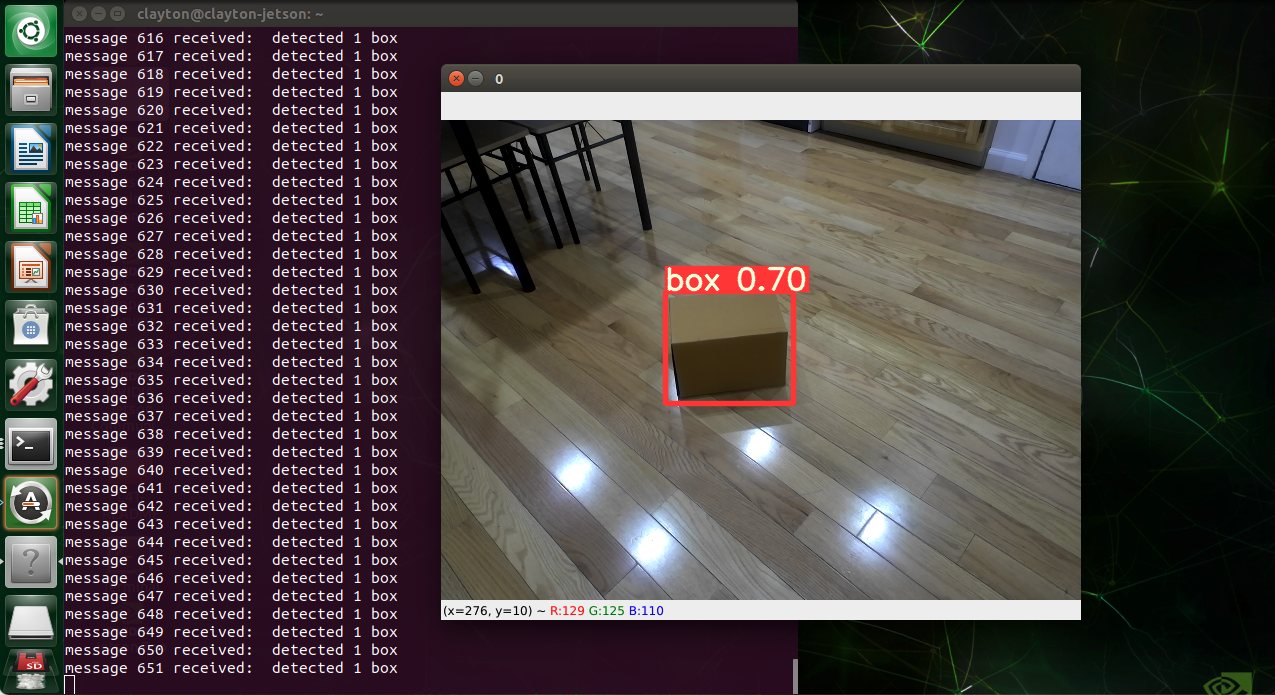 clayton@clayton-jetson: ~
message 616 received:  detected 1 box
message 617 received:  detected 1 box
message 618 received:  detected 1 box
message 619 received:  detected 1 box
message 620 received:  detected 1 box
message 621 received:  detected 1 box
message 622 received:  detected 1 box
message 623 received:  detected 1 box
message 624 received:  detected 1 box
message 625 received:  detected 1 box
message 626 received:  detected 1 box
message 627 received:  detected 1 box
message 628 received:  detected 1 box
message 629 received:  detected 1 box
message 630 received:  detected 1 box
message 631 received:  detected 1 box
message 632 received:  detected 1 box
message 633 received:  detected 1 box
message 634 received:  detected 1 box
message 635 received:  detected 1 box
message 636 received:  detected 1 box
message 637 received:  detected 1 box
message 638 received:  detected 1 box
message 639 received:  detected 1 box
message 640 received:  detected 1 box
message 641 received:  detected 1 box
message 642 received:  detected 1 box
message 643 received:  detected 1 box
message 644 received:  detected 1 box
message 645 received:  detected 1 box
message 646 received:  detected 1 box
message 647 received:  detected 1 box
message 648 received:  detected 1 box
message 649 received:  detected 1 box
message 650 received:  detected 1 box
message 651 received:  detected 1 box
0
box 0.70
(x=276, y=10) ~ R:129 G:125 B:110
>_
A
?
SD